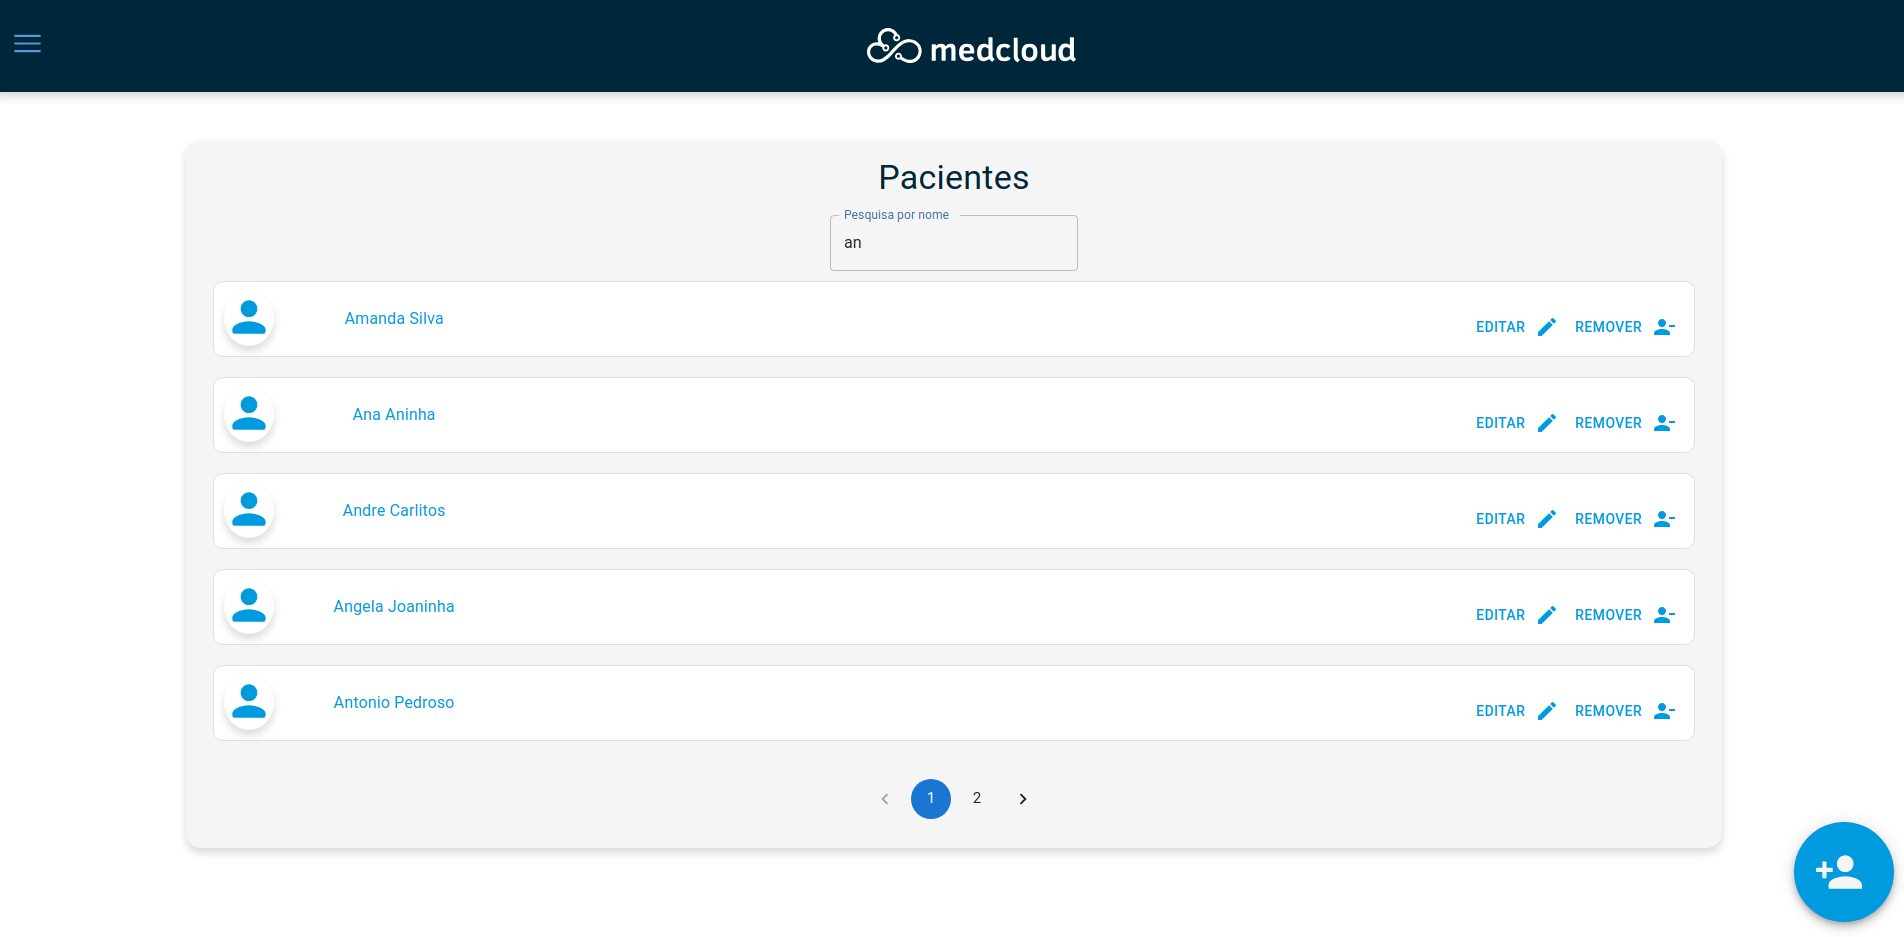 medcloud
Pacientes
Pesquisa por nome
an
Amanda Silva
EDITAR REMOVER
Ana Aninha
EDITAR REMOVER
Andre Carlitos
EDITAR REMOVER
Angela Joaninha
EDITAR REMOVER
Antonio Pedroso
EDITAR REMOVER
1 2